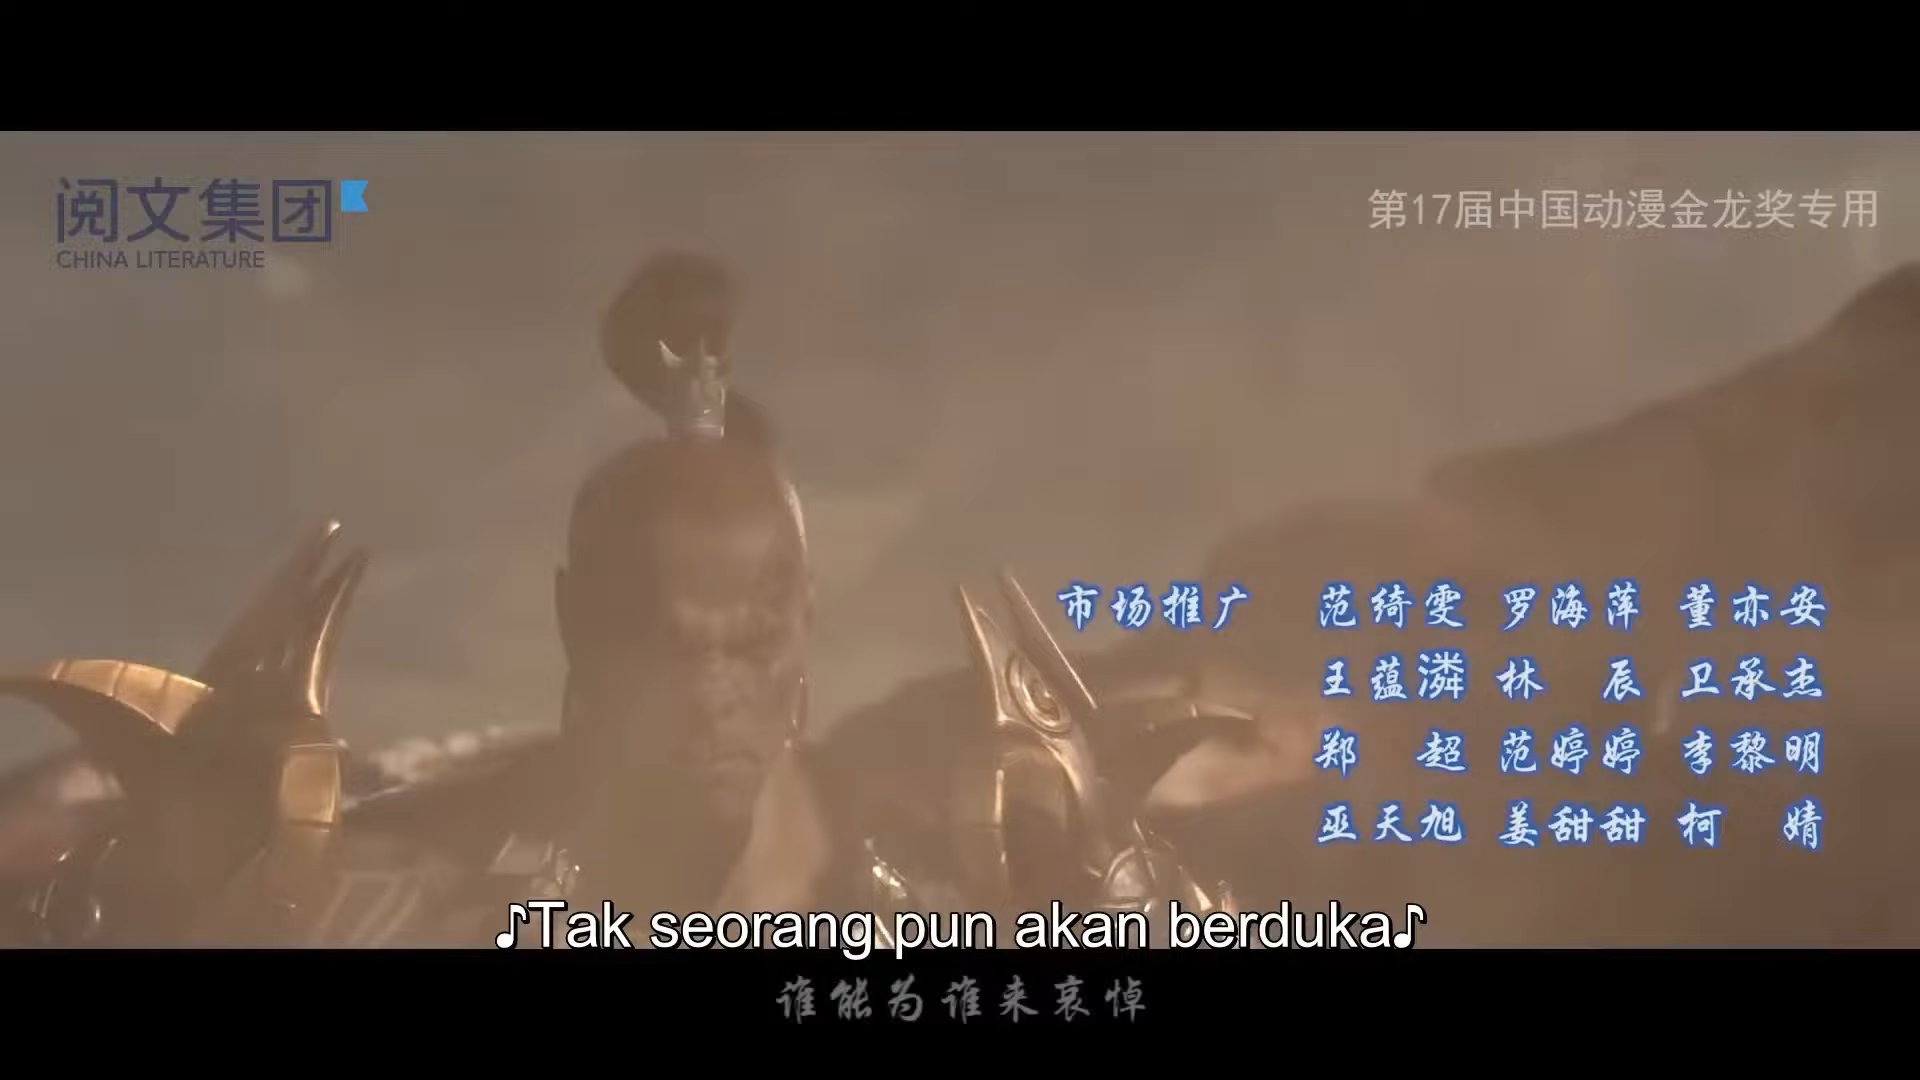 阅文集团
CHINA LITERATURE
第17届中国动漫金龙奖专用
市场推广 范绮雯 罗海萍 董亦安
王蕴潾 林辰 卫承杰
郑超 范婷婷 李黎明
巫天旭 姜甜甜 柯婧
♪Tak seorang pun akan berduka♪
谁能为谁来哀悼